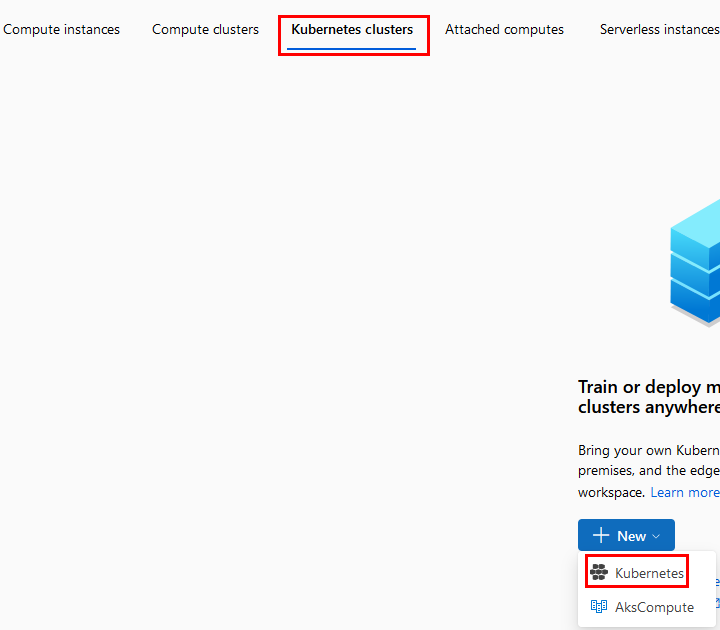 Compute instances Compute clusters Kubernetes clusters Attached computes Serverless instances
Train or deploy m
clusters anywhere
Bring your own Kubern
premises, and the edge
workspace. Learn more
New
Kubernetes
AksCompute